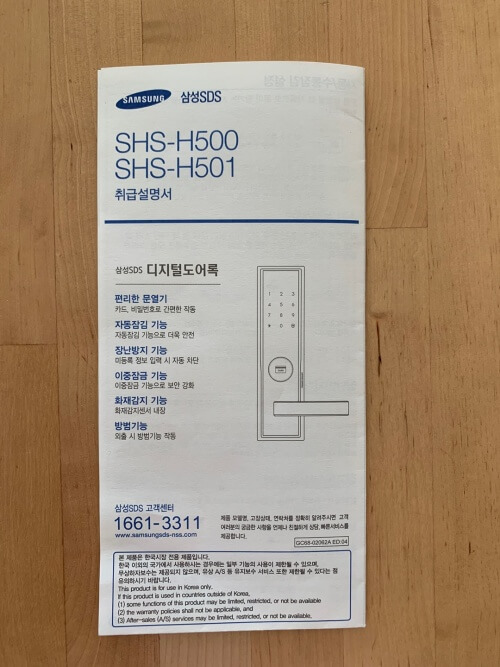 SAMSUNG 삼성SDS
SHS-H500
SHS-H501
취급설명서
삼성SDS 디지털도어록
편리한 문열기
카드, 비밀번호로 간편한 작동
자동잠김 기능
자동잠김 기능으로 더욱 안전
장난방지 기능
미등록 정보 입력 시 자동 차단
이중잠금 기능
이중잠금 기능으로 보안 강화
화재감지 기능
화재감지센서 내장
방범기능
외출 시 방범기능 작동
1 2 3
4 5 6
7 8 9
* 0
삼성SDS 고객센터
1661-3311
www.samsungsds-nss.com
제품 모델명, 고장상태, 연락처를 정확히 알려주시면 고객
여러분의 궁금한 사항을 언제나 친절하게 상담, 빠른서비스를
제공합니다.
GC68-02062A ED:04
본 제품은 한국시장 전용 제품입니다.
한국 이외의 국가에서 사용하시는 경우에는 일부 기능의 사용이 제한될 수 있으며,
무상하자보수는 제공되지 않으며, 유상 A/S 등 유지보수 서비스 또한 제한될 수 있다는 점
유의하시기 바랍니다.
This product is for use in Korea only.
If this product is used in countries outside of Korea,
(1) some functions of this product may be limited, restricted, or not be available
(2) the warranty policies shall not be applicable, and
(3) After-sales (A/S) services may be limited, restricted, or not be available.